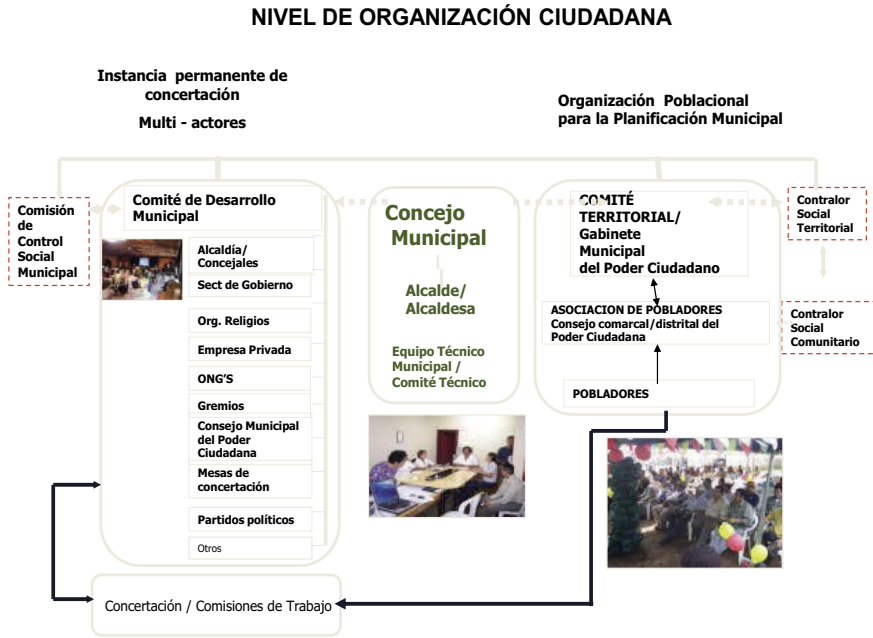 NIVEL DE ORGANIZACIÓN CIUDADANA
Instancia permanente de
concertación
Multi - actores
Organización Poblacional
para la Planificación Municipal
Comisión
de
Control
Social
Municipal
Comité de Desarrollo
Municipal
Alcaldía/
Concejales
Sect de Gobierno
Org. Religios
Empresa Privada
ONG'S
Gremios
Consejo Municipal
del Poder
Ciudadana
Mesas de
concertación
Partidos políticos
Otros
Concejo
Municipal
Alcalde/
Alcaldesa
Equipo Técnico
Municipal /
Comité Técnico
COMITÉ
TERRITORIAL/
Gabinete
Municipal
del Poder Ciudadano
ASOCIACION DE POBLADORES
Consejo comarcal/distrital del
Poder Ciudadana
POBLADORES
Contralor
Social
Territorial
Contralor
Social
Comunitario
Concertación / Comisiones de Trabajo